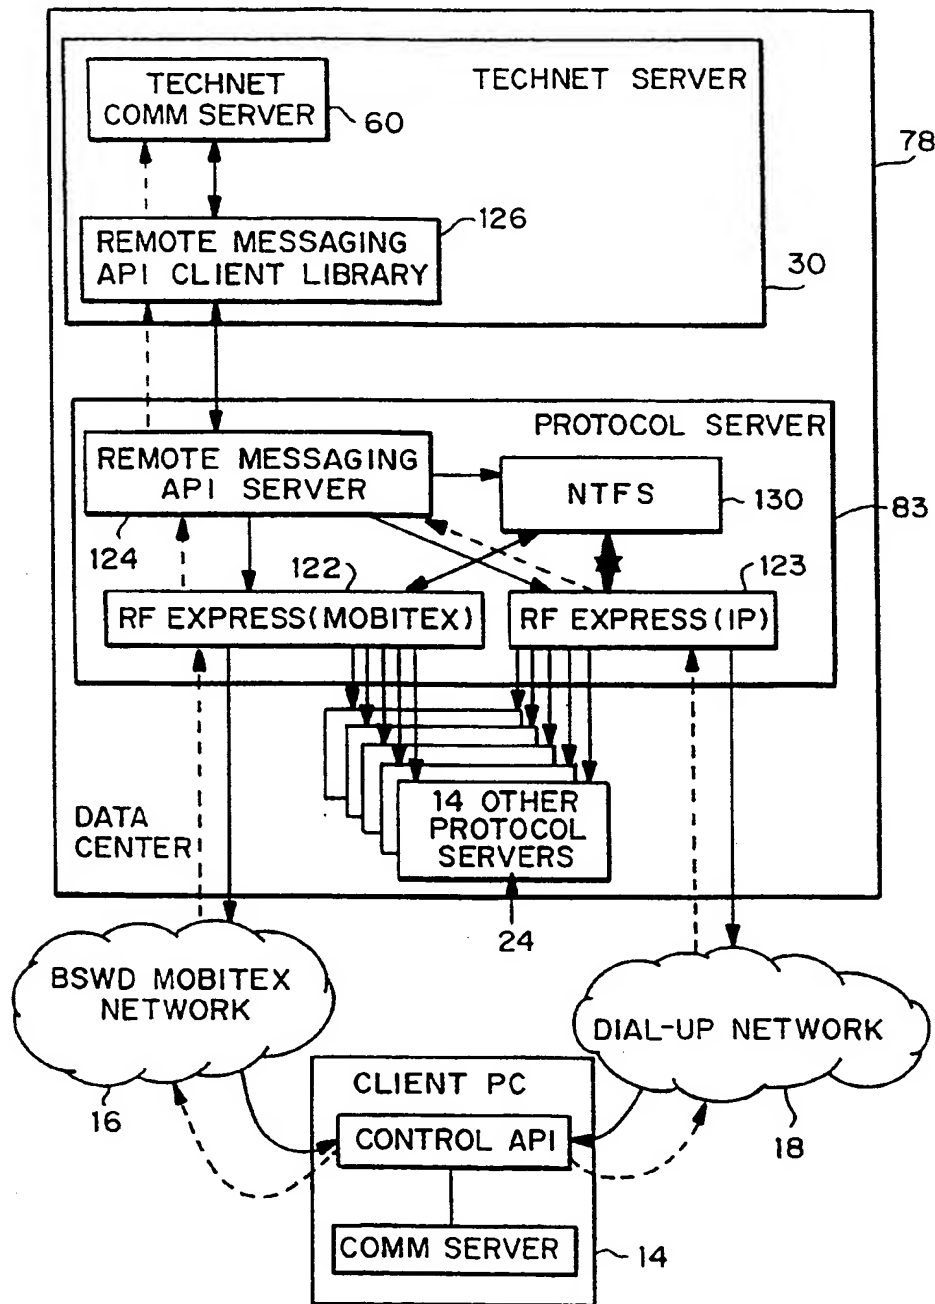 TECHNET SERVER
TECHNET
COMM SERVER
60
78
126
REMOTE MESSAGING
API CLIENT LIBRARY
30
PROTOCOL SERVER
REMOTE MESSAGING
API SERVER
NTFS
130
83
124
122
123
RF EXPRESS(MOBITEX)
RF EXPRESS(IP)
14 OTHER
PROTOCOL
SERVERS
DATA
CENTER
24
BSWD MOBITEX
NETWORK
DIAL-UP NETWORK
16
18
CLIENT PC
CONTROL API
COMM SERVER
14